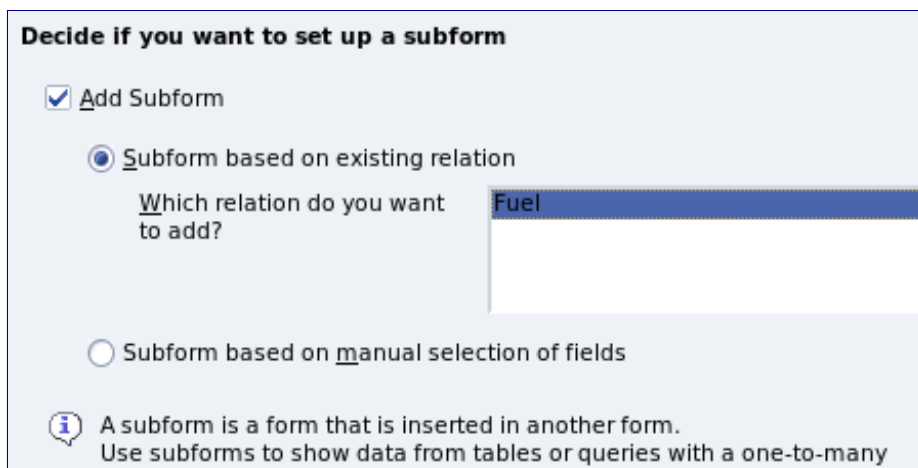 Decide if you want to set up a subform
Add Subform
Subform based on existing relation
Which relation do you want
to add?
Fuel
Subform based on manual selection of fields
A subform is a form that is inserted in another form.
Use subforms to show data from tables or queries with a one-to-many